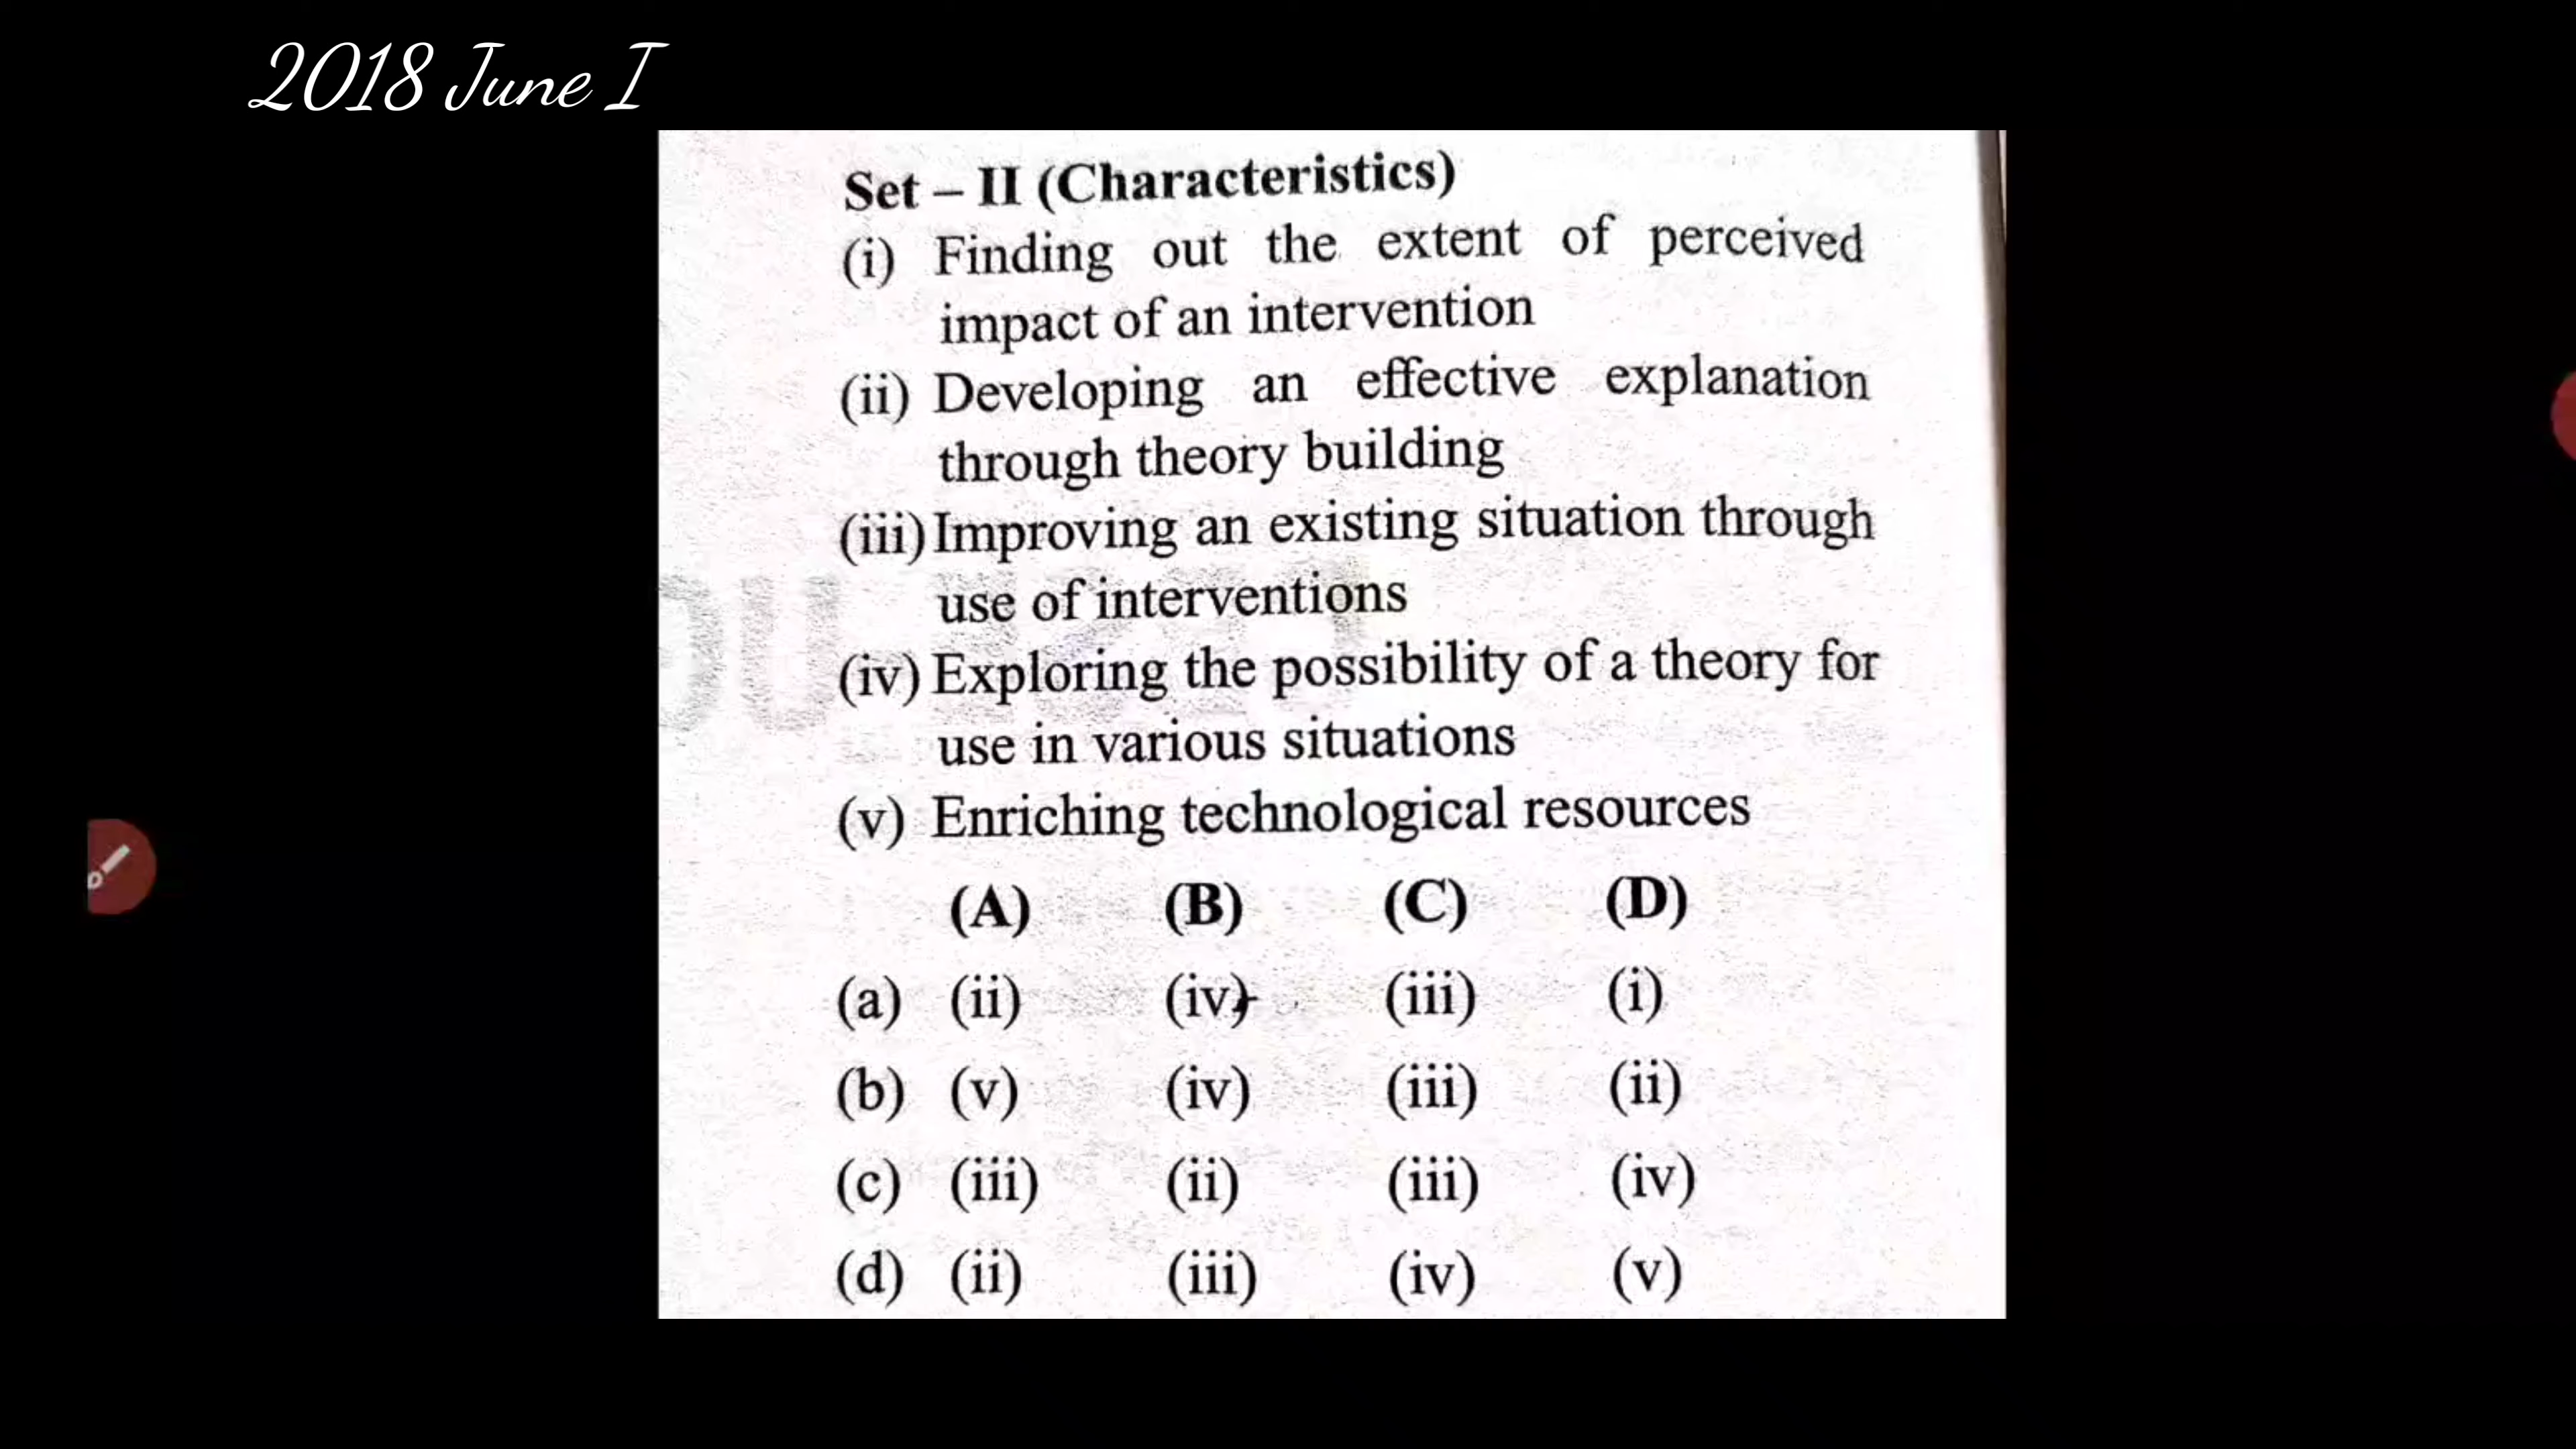 2018 June I
Set – II (Characteristics)
(i) Finding out the extent of perceived
impact of an intervention
(ii) Developing an effective explanation
through theory building
(iii) Improving an existing situation through
use of interventions
(iv) Exploring the possibility of a theory for
use in various situations
(v) Enriching technological resources
(A) (B) (C) (D)
(a) (ii) (iv) (iii) (i)
(b) (v) (iv) (iii) (ii)
(c) (iii) (ii) (iii) (iv)
(d) (ii) (iii) (iv) (v)